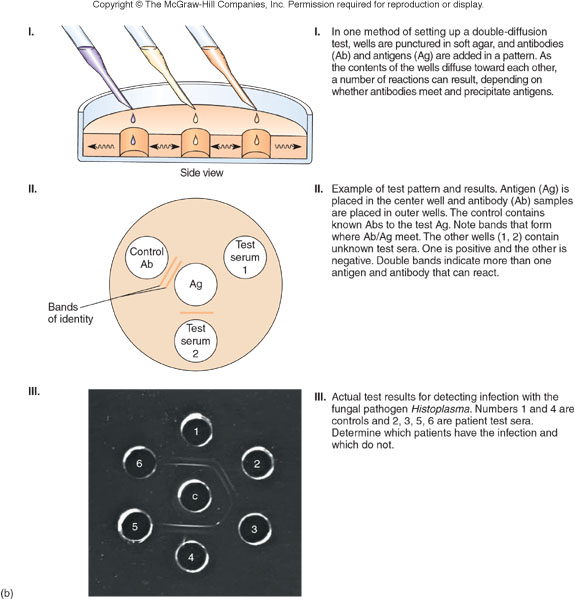 Copyright © The McGraw-Hill Companies, Inc. Permission required for reproduction or display.
I.
Side view
I. In one method of setting up a double-diffusion
test, wells are punctured in soft agar, and antibodies
(Ab) and antigens (Ag) are added in a pattern. As
the contents of the wells diffuse toward each other,
a number of reactions can result, depending on
whether antibodies meet and precipitate antigens.
II.
Control
Ab
Test
serum
1
Ag
Bands
of identity
Test
serum
2
II. Example of test pattern and results. Antigen (Ag) is
placed in the center well and antibody (Ab) samples
are placed in outer wells. The control contains
known Abs to the test Ag. Note bands that form
where Ab/Ag meet. The other wells (1, 2) contain
unknown test sera. One is positive and the other is
negative. Double bands indicate more than one
antigen and antibody that can react.
III.
1
6
2
c
5
3
4
III. Actual test results for detecting infection with the
fungal pathogen Histoplasma. Numbers 1 and 4 are
controls and 2, 3, 5, 6 are patient test sera.
Determine which patients have the infection and
which do not.
(b)